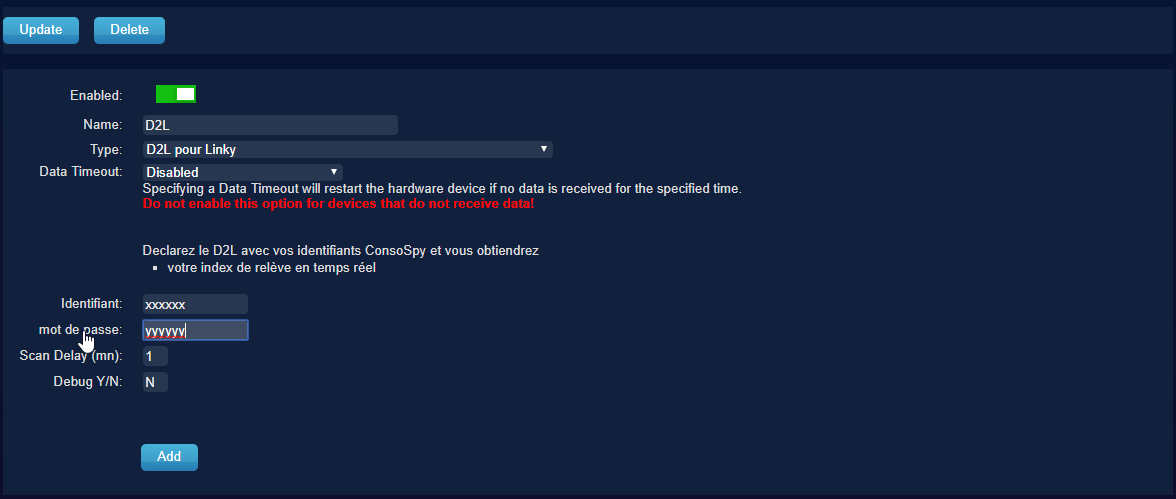 Update Delete
Enabled:
Name: D2L
Type: D2L pour Linky
Data Timeout: Disabled
Specifying a Data Timeout will restart the hardware device if no data is received for the specified time.
Do not enable this option for devices that do not receive data!
Declarez le D2L avec vos identifiants ConsoSpy et vous obtiendrez
votre index de relève en temps réel
Identifiant: xxxxxx
mot de passe: yyyyyy
Scan Delay (mn): 1
Debug Y/N: N
Add